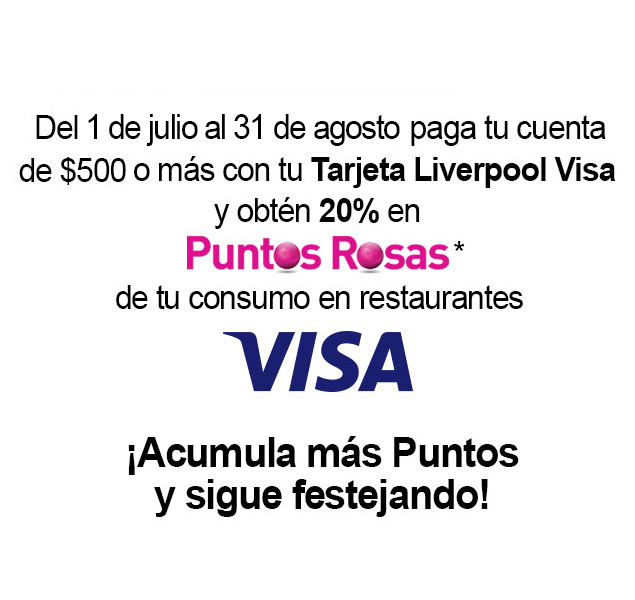 Del 1 de julio al 31 de agosto paga tu cuenta
de $500 o más con tu Tarjeta Liverpool Visa
y obtén 20% en
Puntos Rosas*
de tu consumo en restaurantes
VISA
¡Acumula más Puntos
y sigue festejando!